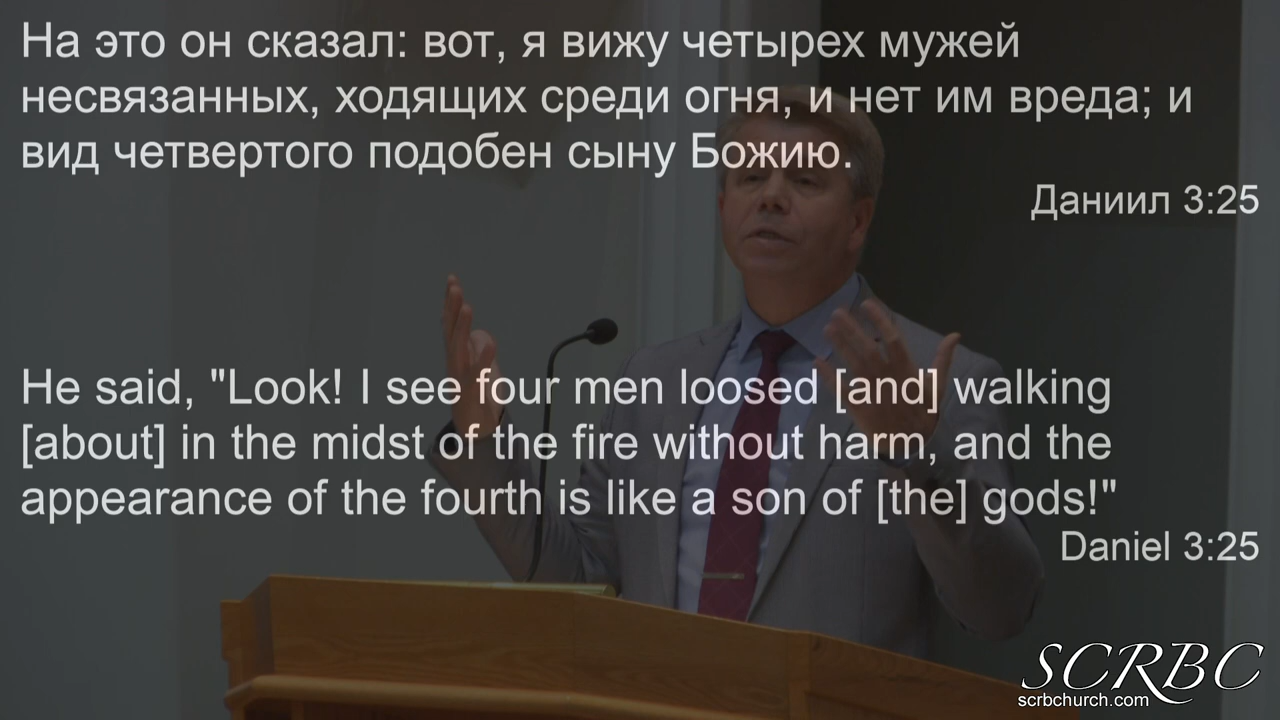 На это он сказал: вот, я вижу четырех мужей
несвязанных, ходящих среди огня, и нет им вреда; и
вид четвертого подобен сыну Божию.
Даниил 3:25
He said, "Look! I see four men loosed [and] walking
[about] in the midst of the fire without harm, and the
appearance of the fourth is like a son of [the] gods!"
Daniel 3:25
SCRBC
scrbchurch.com